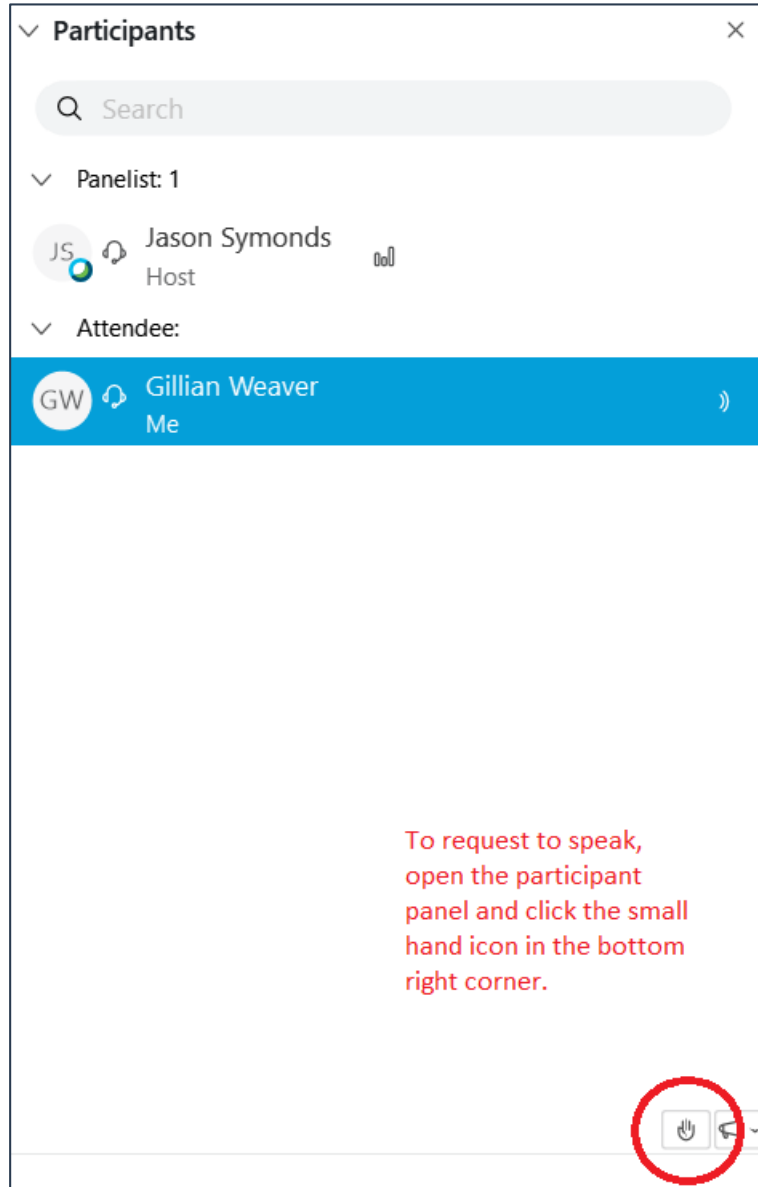 Participants
Search
Panelist: 1
JS
Jason Symonds
Host
Attendee:
GW
Gillian Weaver
Me
To request to speak,
open the participant
panel and click the small
hand icon in the bottom
right corner.